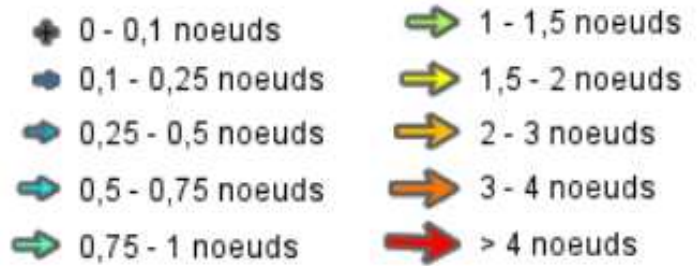 0 - 0,1 noeuds
0,1 - 0,25 noeuds
0,25 - 0,5 noeuds
0,5 - 0,75 noeuds
0,75 - 1 noeuds
1 - 1,5 noeuds
1,5 - 2 noeuds
2 - 3 noeuds
3 - 4 noeuds
> 4 noeuds